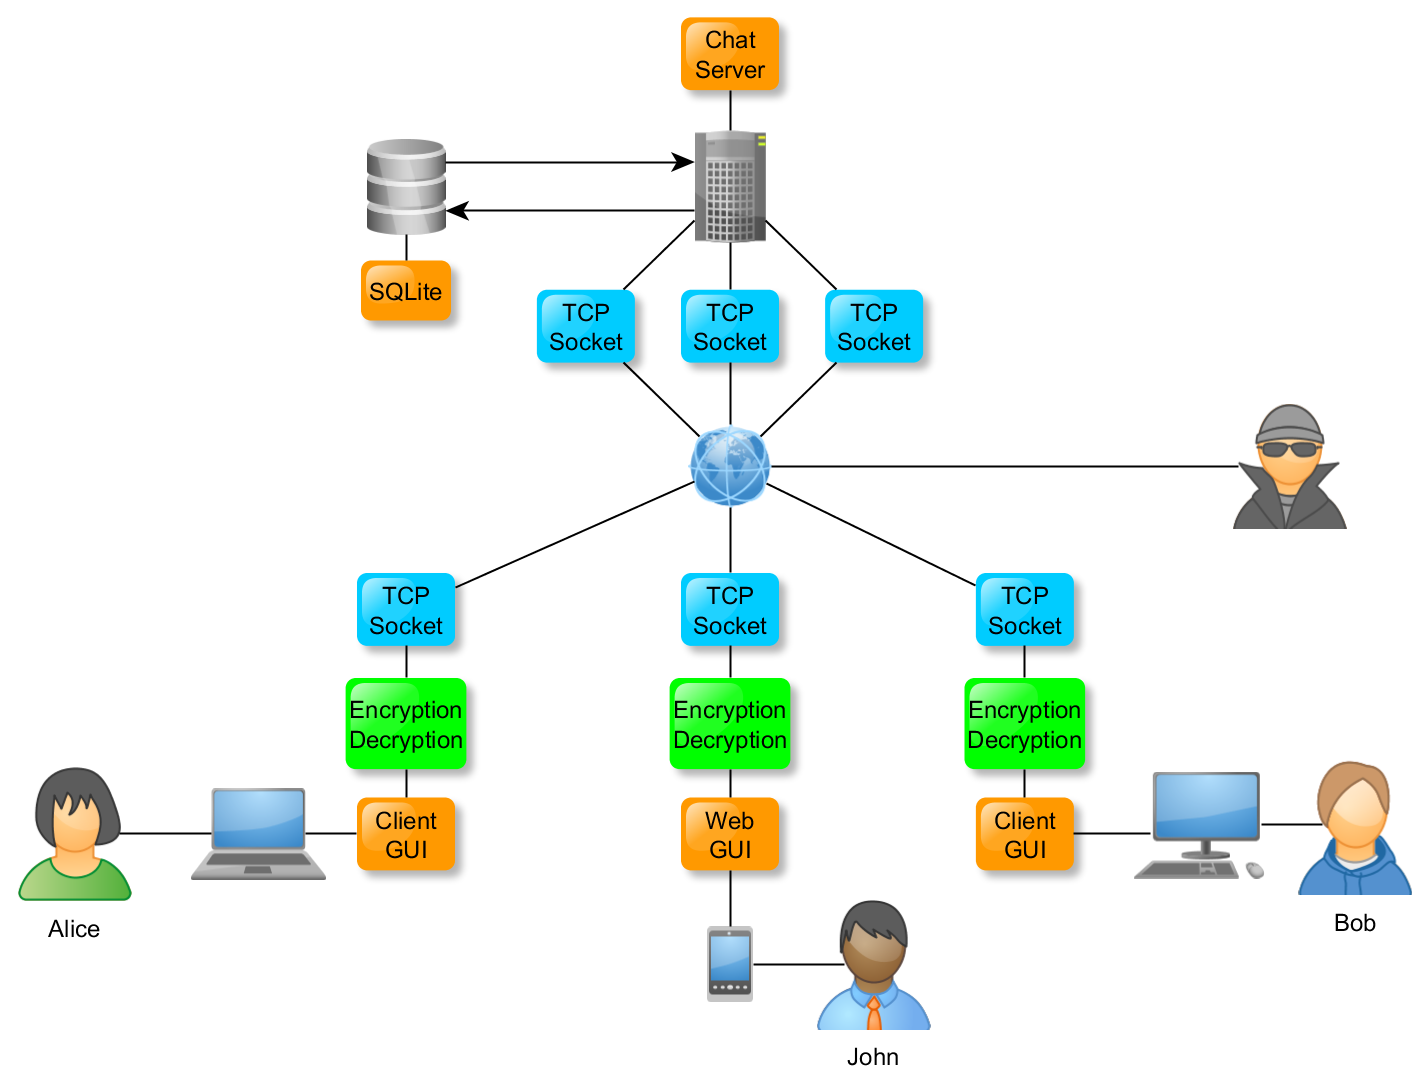 Chat
Server
SQLite
TCP
Socket
TCP
Socket
TCP
Socket
TCP
Socket
TCP
Socket
TCP
Socket
Encryption
Decryption
Encryption
Decryption
Encryption
Decryption
Client
GUI
Web
GUI
Client
GUI
Alice
Bob
John